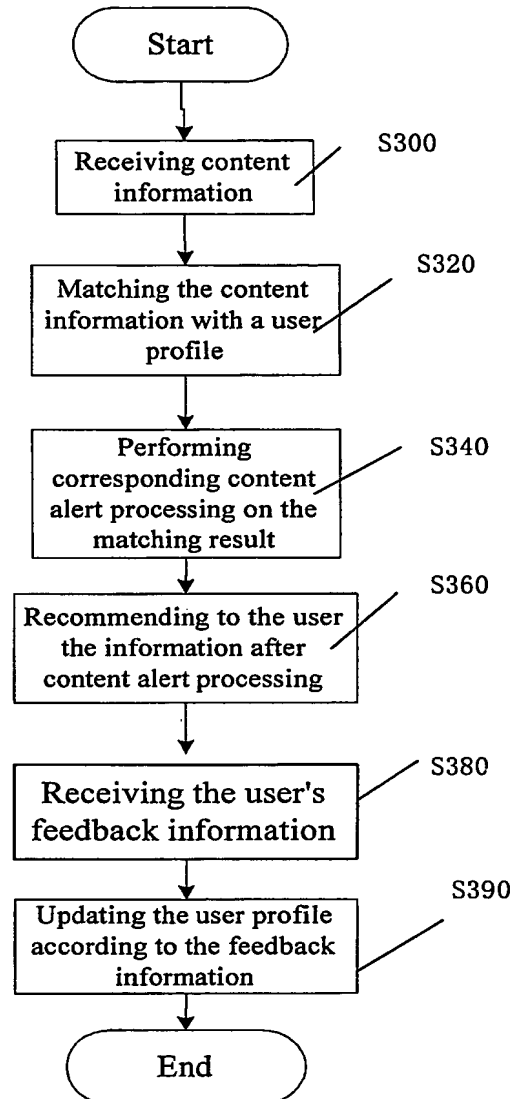 Start
Receiving content
information
S300
Matching the content
information with a user
profile
S320
Performing
corresponding content
alert processing on the
matching result
S340
Recommending to the user
the information after
content alert processing
S360
Receiving the user's
feedback information
S380
Updating the user profile
according to the feedback
information
S390
End